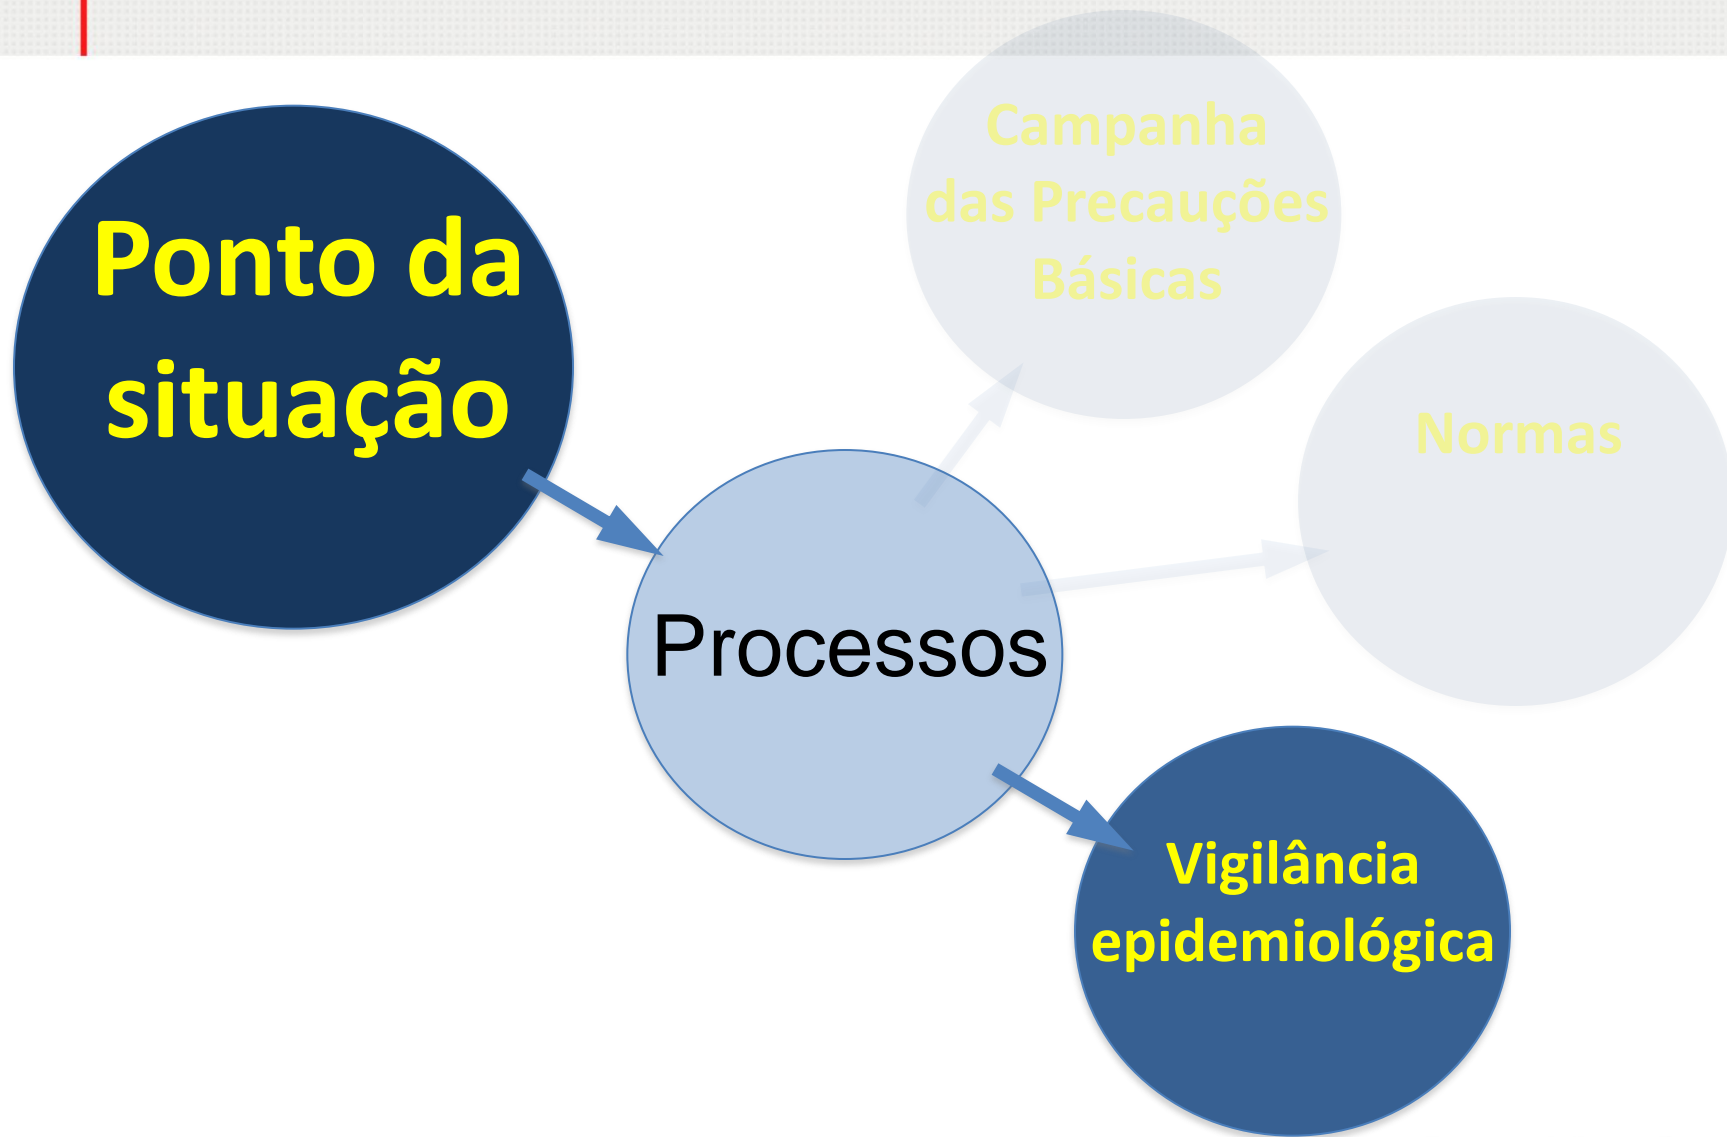 Ponto da
situação
Processos
Campanha
das Precauções
Básicas
Normas
Vigilância
epidemiológica